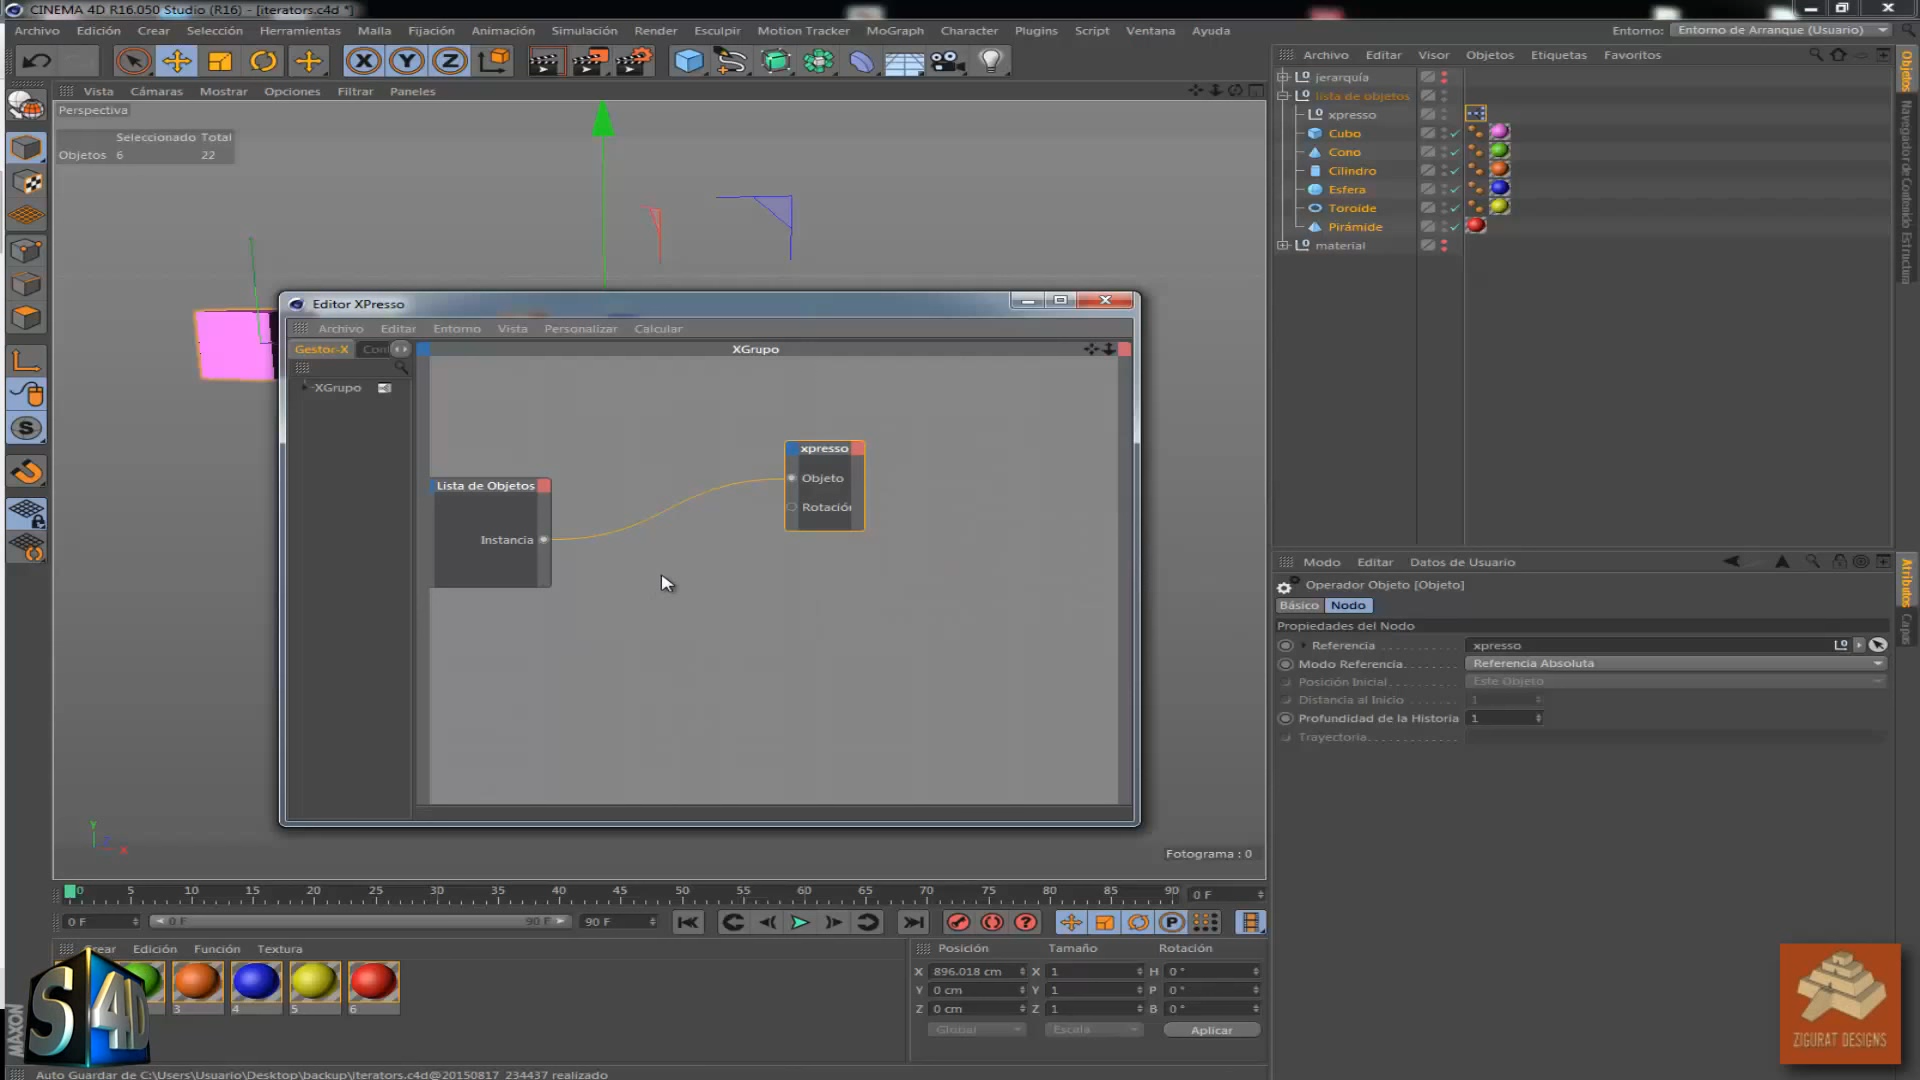 CINEMA 4D R16.050 Studio (R16) - [iterators.c4d *]
Archivo Edición Crear Selección Herramientas Malla Fijación Animación Simulación Render Esculpir Motion Tracker MoGraph Character Plugins Script Ventana Ayuda
Entorno: Entorno de Arranque (Usuario)
Vista Cámaras Mostrar Opciones Filtrar Paneles
Perspectiva
Seleccionado Total
Objetos 6 22
Editor XPresso
Archivo Editar Entorno Vista Personalizar Calcular
Gestor-X
XGrupo
XGrupo
xpresso
Objeto
Rotació
Lista de Objetos
Instancia
Y
X
Fotograma : 0
Archivo Editar Visor Objetos Etiquetas Favoritos
jerarquía
lista de objetos
xpresso
Cubo
Cono
Cilindro
Esfera
Toroide
Pirámide
material
Objetos
Navegador de Contenido
Estructura
Modo Editar Datos de Usuario
Operador Objeto [Objeto]
Básico Nodo
Propiedades del Nodo
Referencia xpresso
Modo Referencia Referencia Absoluta
Posición Inicial Este Objeto
Distancia al Inicio 1
Profundidad de la Historia 1
Trayectoria
Atributos
Capas
0 5 10 15 20 25 30 35 40 45 50 55 60 65 70 75 80 85 90 0 F
0 F 0 F 90 F 90 F
Crear Edición Función Textura
3 4 5 6
Posición Tamaño Rotación
X 896.018 cm X 1 H 0 °
Y 0 cm Y 1 P 0 °
Z 0 cm Z 1 B 0 °
Global Escala Aplicar
MAXON
S4D
ZIGURAT DESIGNS
Auto Guardar de C:\Users\Usuario\Desktop\backup\iterators.c4d@20150817_234437 realizado